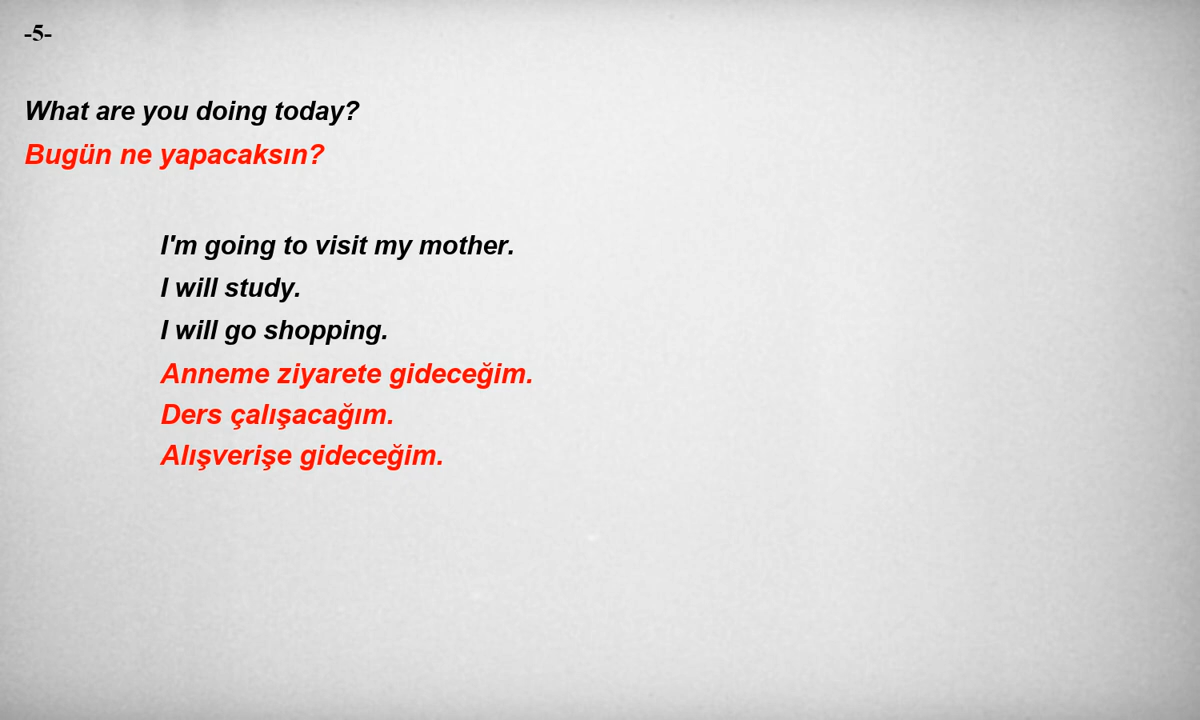 -5-
What are you doing today?
Bugün ne yapacaksın?
I'm going to visit my mother.
I will study.
I will go shopping.
Anneme ziyarete gideceğim.
Ders çalışacağım.
Alışverişe gideceğim.